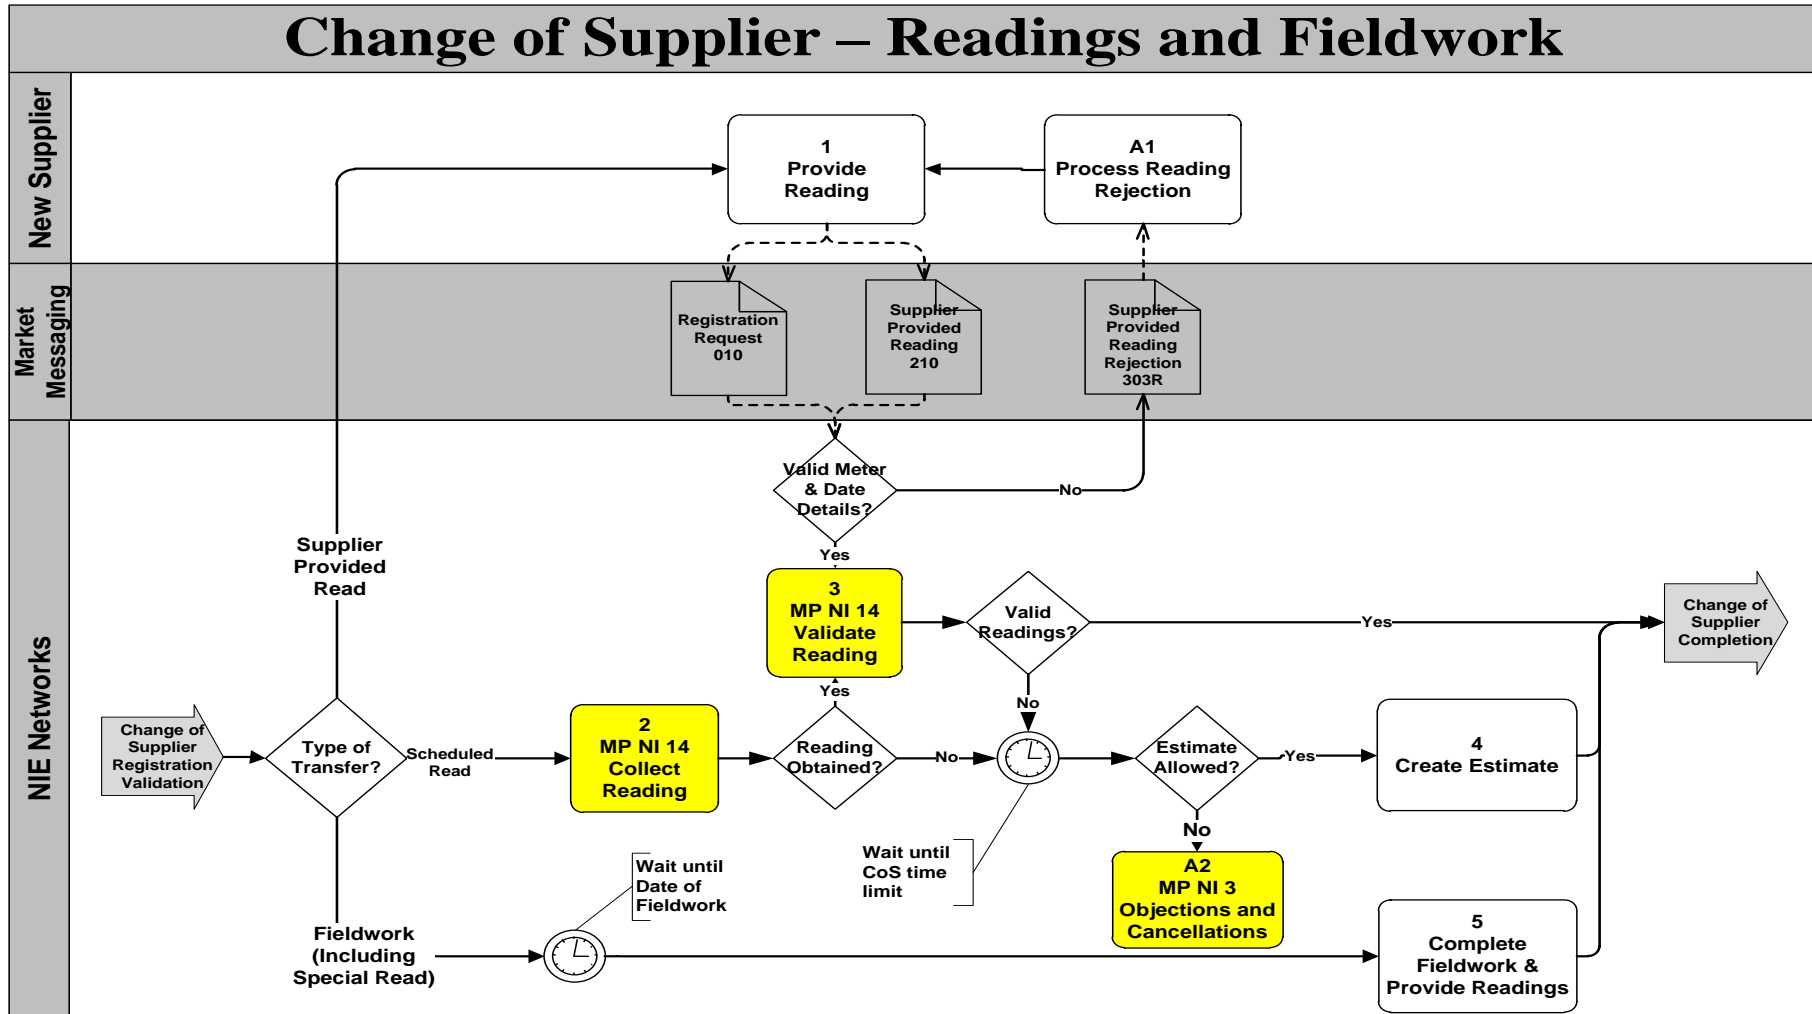 Change of Supplier – Readings and Fieldwork
New Supplier
1
Provide
Reading
A1
Process Reading
Rejection
Market
Messaging
Registration
Request
010
Supplier
Provided
Reading
210
Supplier
Provided
Reading
Rejection
303R
NIE Networks
Valid Meter
& Date
Details?
No
Yes
Supplier
Provided
Read
3
MP NI 14
Validate
Reading
Valid
Readings?
Yes
Change of
Supplier
Completion
No
Yes
Change of
Supplier
Registration
Validation
Type of
Transfer?
Scheduled
Read
2
MP NI 14
Collect
Reading
Reading
Obtained?
No
Estimate
Allowed?
Yes
4
Create Estimate
No
Wait until
Date of
Fieldwork
Wait until
CoS time
limit
A2
MP NI 3
Objections and
Cancellations
Fieldwork
(Including
Special Read)
5
Complete
Fieldwork &
Provide Readings